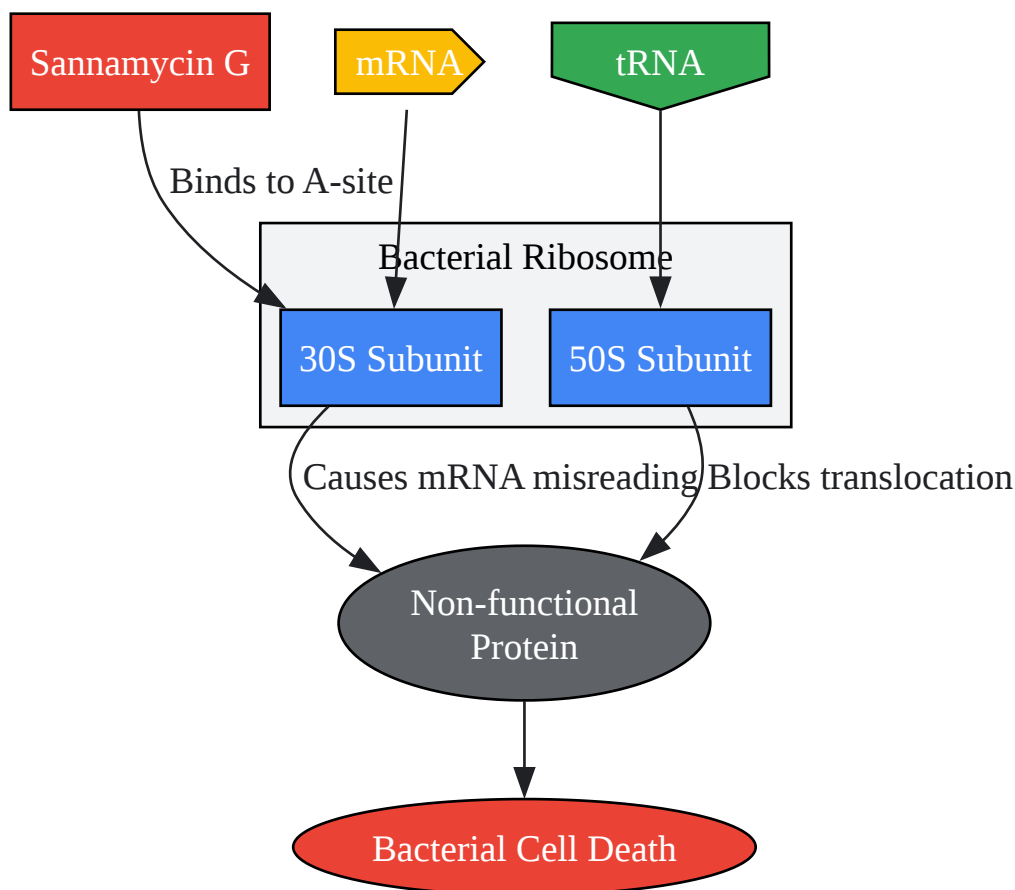 Sannamycin G
mRNA
tRNA
Binds to A-site
Bacterial Ribosome
30S Subunit
50S Subunit
Causes mRNA misreading
Blocks translocation
Non-functional
Protein
Bacterial Cell Death